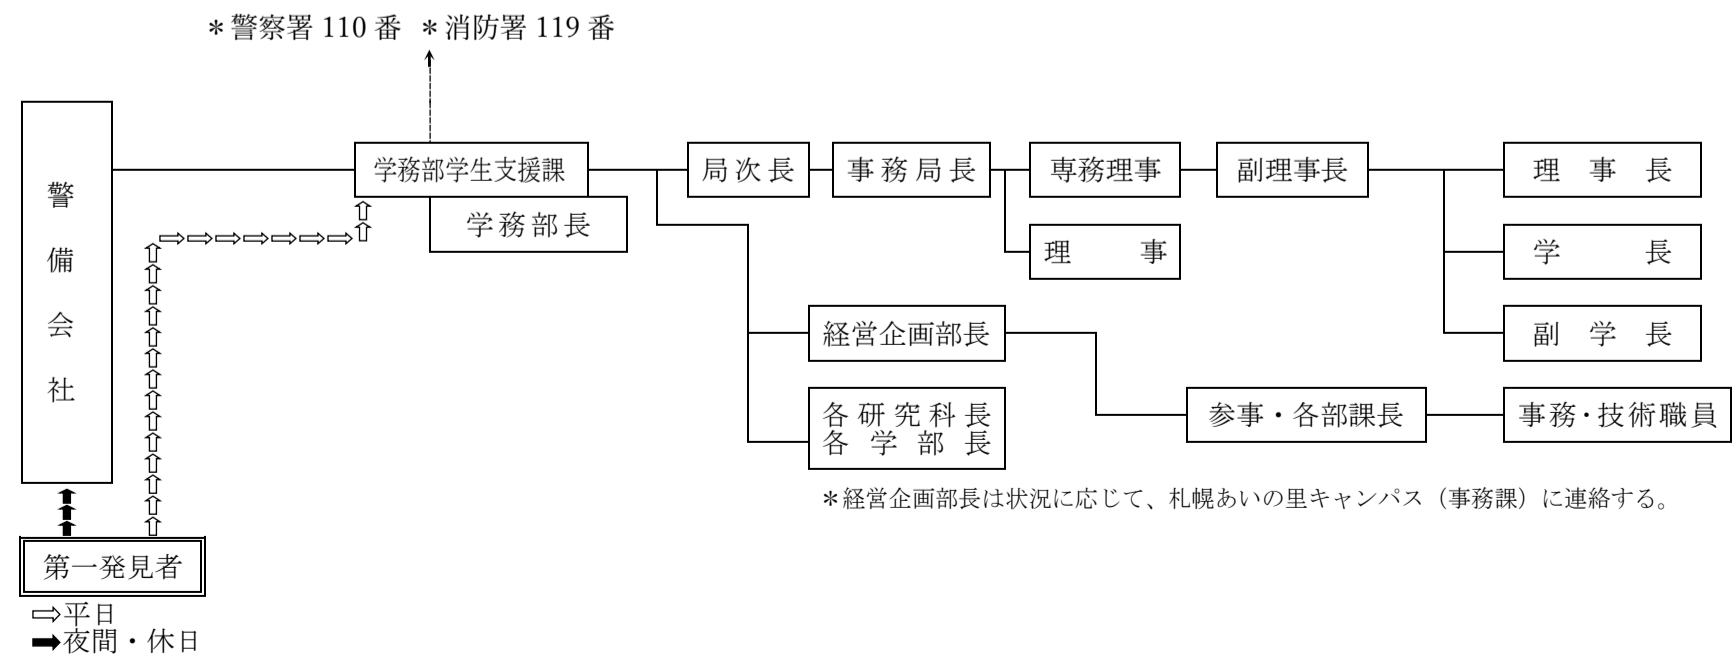 ＊警察署 110 番 ＊消防署 119 番
警備会社
学務部学生支援課
学務部長
局次長
事務局長
専務理事
副理事長
理事長
理事
学長
副学長
経営企画部長
各研究科長
各学部長
参事・各部課長
事務・技術職員
＊経営企画部長は状況に応じて、札幌あいの里キャンパス（事務課）に連絡する。
第一発見者
⇨平日
➡夜間・休日